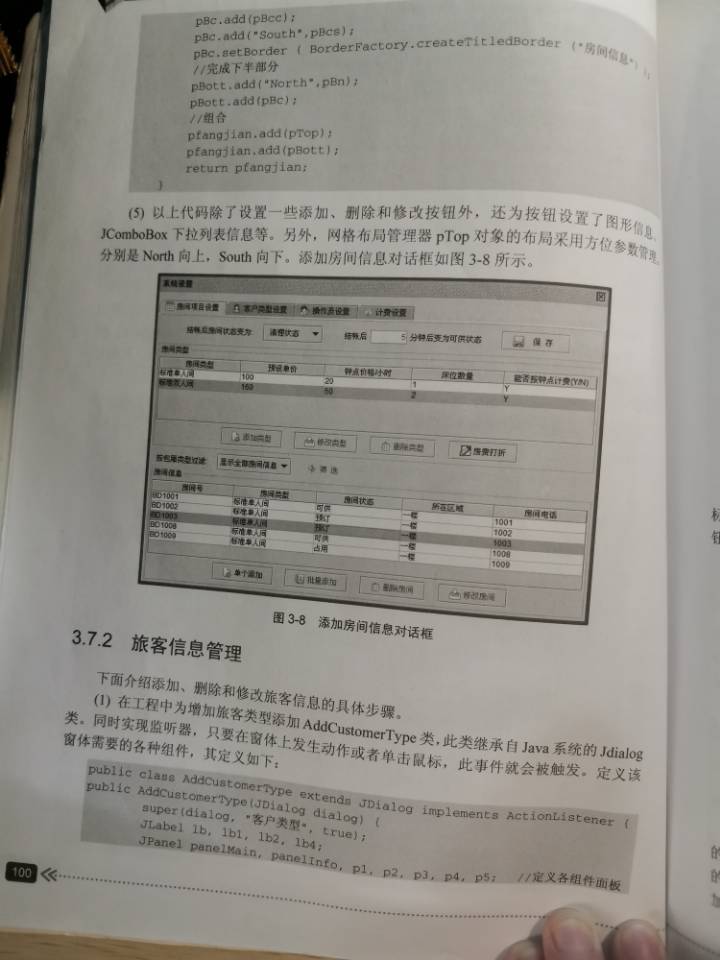 pBc.add(pBcc);
pBc.add("South",pBcs);
pBc.setBorder ( BorderFactory.createTitledBorder ("房间信息") );
//完成下半部分
pBott.add("North",pBn);
pBott.add(pBc);
//组合
pfangjian.add(pTop);
pfangjian.add(pBott);
return pfangjian;
}
(5) 以上代码除了设置一些添加、删除和修改按钮外，还为按钮设置了图形信息、
JComboBox 下拉列表信息等。另外，网格布局管理器 pTop 对象的布局采用方位参数管理，
分别是 North 向上，South 向下。添加房间信息对话框如图 3-8 所示。
系统设置
房间项目设置 客户类型设置 操作员设置 计费设置
结帐后房间状态变为: 清理状态 结帐后 5 分钟后变为可供状态 保 存
房间类型
房间类型 预设单价 钟点价格/小时 床位数量 能否按钟点计费(Y/N)
标准单人间 100 20 1 Y
标准双人间 160 50 2 Y
添加类型 修改类型 删除类型 房费打折
按包厢类型过滤: 显示全部房间信息 筛 选
房间信息
房间号 房间类型 房间状态 所在区域 房间电话
BD1001 标准单人间 可供 一楼 1001
BD1002 标准单人间 预订 一楼 1002
BD1003 标准单人间 预订 一楼 1003
BD1008 标准单人间 可供 一楼 1008
BD1009 标准单人间 占用 一楼 1009
单个添加 批量添加 删除房间 修改房间
图 3-8 添加房间信息对话框
3.7.2 旅客信息管理
下面介绍添加、删除和修改旅客信息的具体步骤。
(1) 在工程中为增加旅客类型添加 AddCustomerType 类，此类继承自 Java 系统的 Jdialog
类。同时实现监听器，只要在窗体上发生动作或者单击鼠标，此事件就会被触发。定义该
窗体需要的各种组件，其定义如下：
public class AddCustomerType extends JDialog implements ActionListener {
public AddCustomerType(JDialog dialog) {
super(dialog, "客户类型", true);
JLabel lb, lb1, lb2, lb4;
JPanel panelMain, panelInfo, p1, p2, p3, p4, p5; //定义各组件面板
100